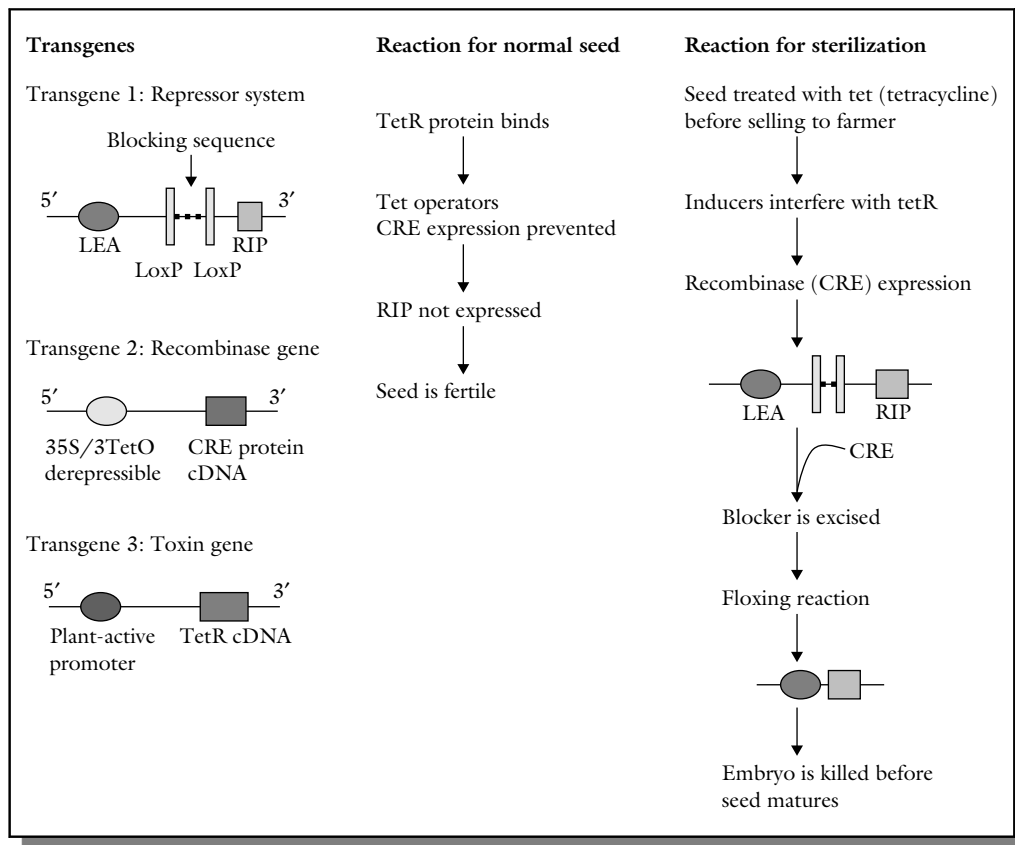 Transgenes
Transgene 1: Repressor system
Blocking sequence
5′ 3′
LEA RIP
LoxP LoxP
Transgene 2: Recombinase gene
5′ 3′
35S/3TetO CRE protein
derepressible cDNA
Transgene 3: Toxin gene
5′ 3′
Plant-active TetR cDNA
promoter
Reaction for normal seed
TetR protein binds
Tet operators
CRE expression prevented
RIP not expressed
Seed is fertile
Reaction for sterilization
Seed treated with tet (tetracycline)
before selling to farmer
Inducers interfere with tetR
Recombinase (CRE) expression
LEA RIP
CRE
Blocker is excised
Floxing reaction
Embryo is killed before
seed matures